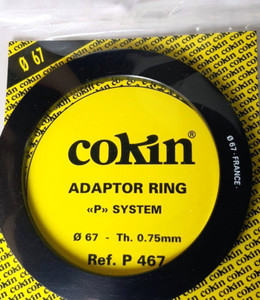 Ø 67
cokin®
ADAPTOR RING
«P» SYSTEM
Ø 67 - Th. 0.75mm
Ref. P 467
Ø 67 - FRANCE -